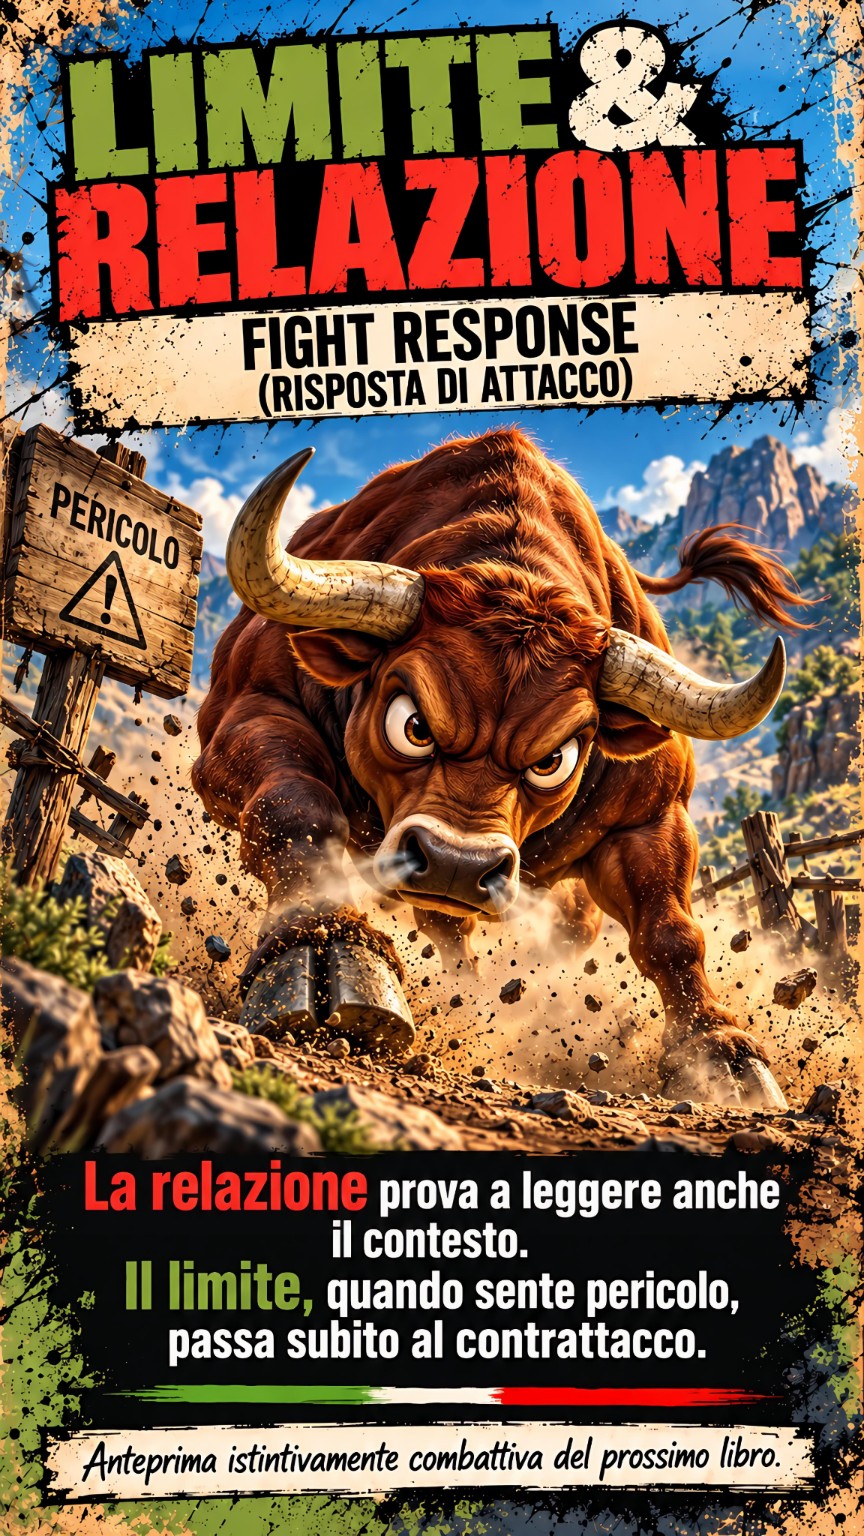 LIMITE &
RELAZIONE
FIGHT RESPONSE
(RISPOSTA DI ATTACCO)
PERICOLO
La relazione prova a leggere anche
il contesto.
Il limite, quando sente pericolo,
passa subito al contrattacco.
Anteprima istintivamente combattiva del prossimo libro.